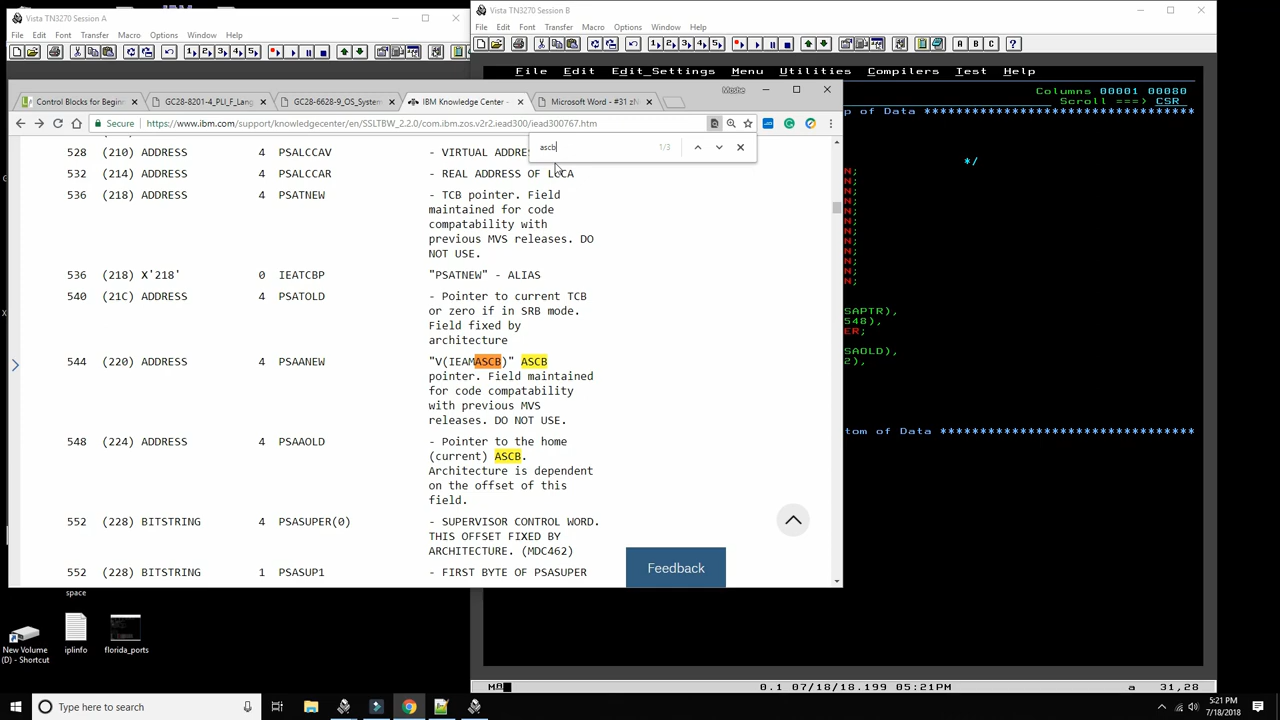 Vista TN3270 Session A
File Edit Font Transfer Macro Options Window Help
Vista TN3270 Session B
File Edit Font Transfer Macro Options Window Help
File Edit Edit_Settings Menu Utilities Compilers Test Help
Columns 00001 00080
Scroll ===> CSR
p of Data **********************************
*/
N;
N;
N;
N;
N;
N;
N;
N;
N;
N;
N;
N;
SAPTR),
548),
ER;
SAOLD),
2),
tom of Data ********************************
Moshe
Control Blocks for Begin
GC28-8201-4_PLI_F_Lang
GC28-6628-9_OS_System
IBM Knowledge Center -
Microsoft Word - #31 zN
Secure https://www.ibm.com/support/knowledgecenter/en/SSLTBW_2.2.0/com.ibm.zos.v2r2.iead300/iead300767.htm
ascb 1/3
528 (210) ADDRESS 4 PSALCCAV - VIRTUAL ADDRE
532 (214) ADDRESS 4 PSALCCAR - REAL ADDRESS OF LCCA
536 (218) ADDRESS 4 PSATNEW - TCB pointer. Field
maintained for code
compatability with
previous MVS releases. DO
NOT USE.
536 (218) X'218' 0 IEATCBP "PSATNEW" - ALIAS
540 (21C) ADDRESS 4 PSATOLD - Pointer to current TCB
or zero if in SRB mode.
Field fixed by
architecture
544 (220) ADDRESS 4 PSAANEW "V(IEAMASCB)" ASCB
pointer. Field maintained
for code compatability
with previous MVS
releases. DO NOT USE.
548 (224) ADDRESS 4 PSAAOLD - Pointer to the home
(current) ASCB.
Architecture is dependent
on the offset of this
field.
552 (228) BITSTRING 4 PSASUPER(0) - SUPERVISOR CONTROL WORD.
THIS OFFSET FIXED BY
ARCHITECTURE. (MDC462)
552 (228) BITSTRING 1 PSASUP1 - FIRST BYTE OF PSASUPER
Feedback
space
New Volume
(D) - Shortcut
iplinfo
florida_ports
0.1 07/18/18.199 05:21PM a
Type here to search
5:21 PM
7/18/2018